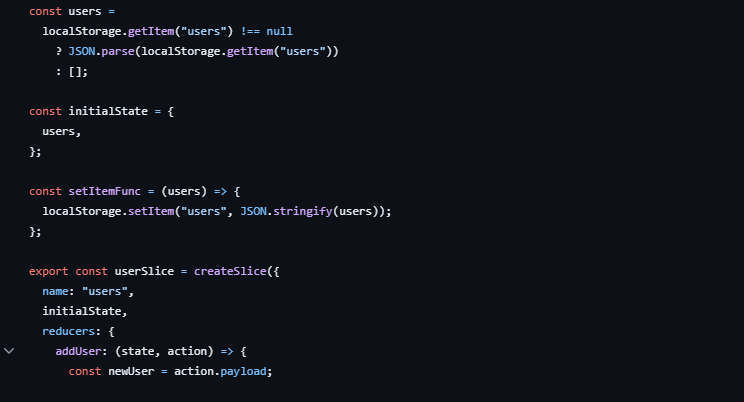 const users =
  localStorage.getItem("users") !== null
    ? JSON.parse(localStorage.getItem("users"))
    : [];

const initialState = {
  users,
};

const setItemFunc = (users) => {
  localStorage.setItem("users", JSON.stringify(users));
};

export const userSlice = createSlice({
  name: "users",
  initialState,
  reducers: {
    addUser: (state, action) => {
      const newUser = action.payload;